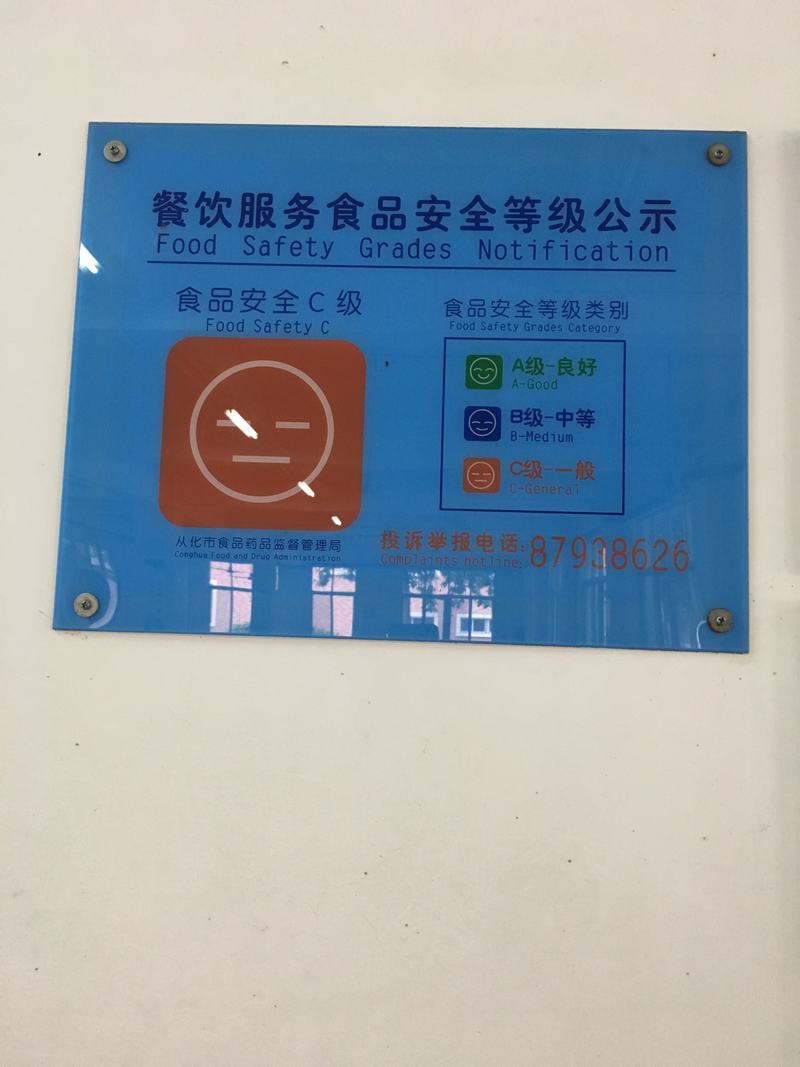 餐饮服务食品安全等级公示
Food Safety Grades Notification
食品安全C级
Food Safety C
从化市食品药品监督管理局
Conghua Food and Drug Administration
食品安全等级类别
Food Safety Grades Category
A级-良好
A-Good
B级-中等
B-Medium
C级-一般
C-General
投诉举报电话:87938626
Complaints hotline: